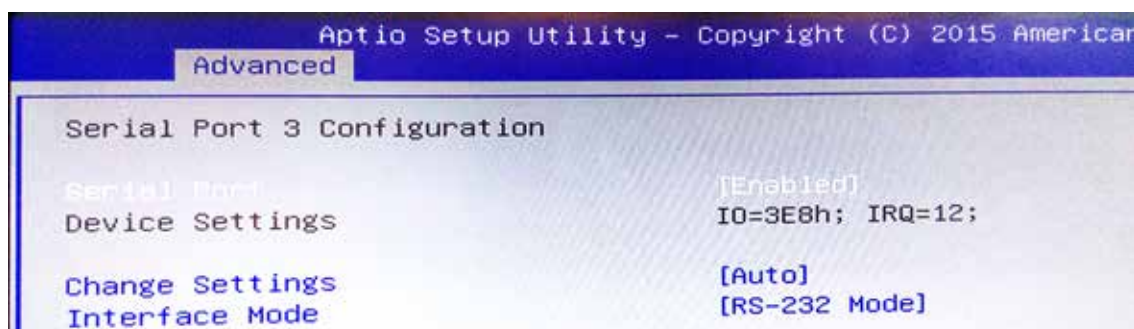 Aptio Setup Utility – Copyright (C) 2015 American
Advanced
Serial Port 3 Configuration
Serial Port [Enabled]
Device Settings IO=3E8h; IRQ=12;
Change Settings [Auto]
Interface Mode [RS-232 Mode]